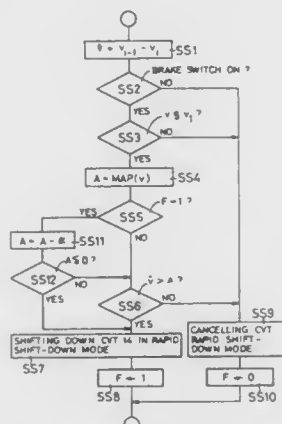 v̇ = v i-1 - v i
SS1
BRAKE SWITCH ON ?
SS2
NO
YES
v ≦ v I ?
SS3
NO
YES
A = MAP(v)
SS4
F=1 ?
YES
SS5
NO
A = A - α
SS11
A ≦ 0 ?
SS12
NO
YES
v̇ > A ?
SS6
NO
YES
SS9
SHIFTING DOWN CVT 14 IN RAPID
SHIFT-DOWN MODE
SS7
CANCELLING CVT
RAPID SHIFT-
DOWN MODE
F ← 1
SS8
F ← 0
SS10